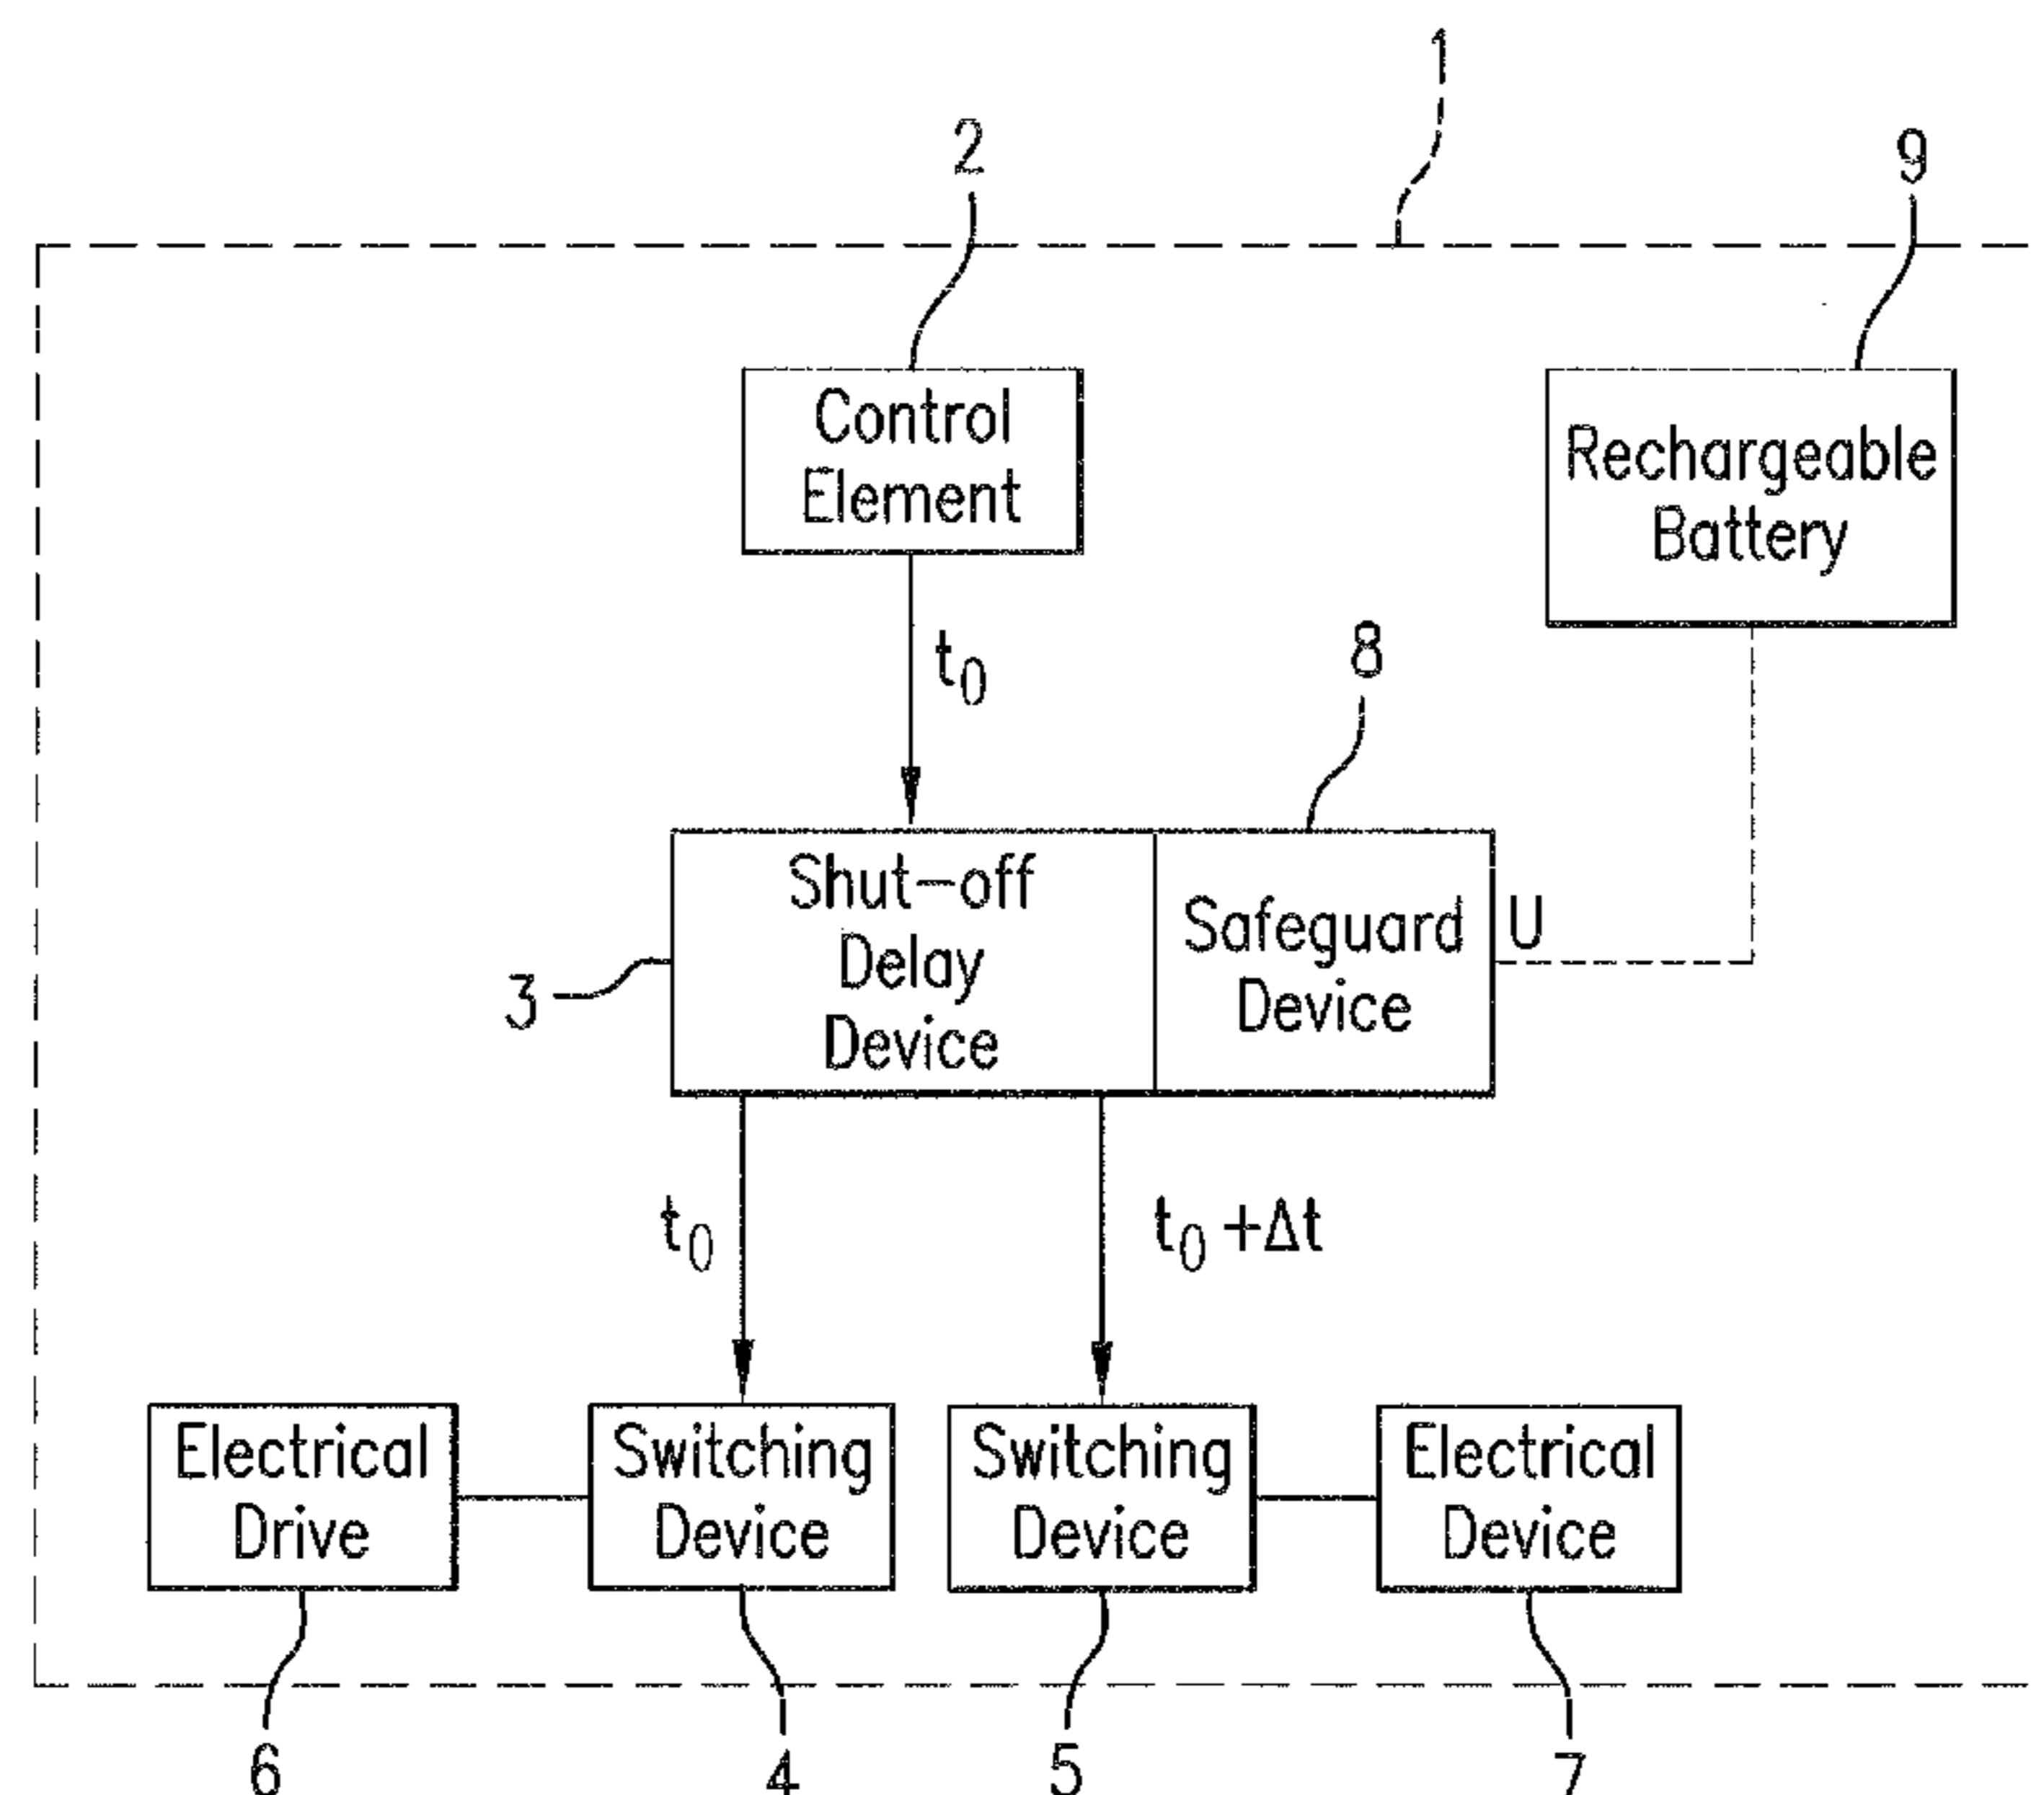 1
2
9
Control
Element
Rechargeable
Battery
t₀
8
Shut-off
Delay
Device
Safeguard
Device
U
3
t₀
t₀ +Δt
Electrical
Drive
Switching
Device
Switching
Device
Electrical
Device
6
4
5
7